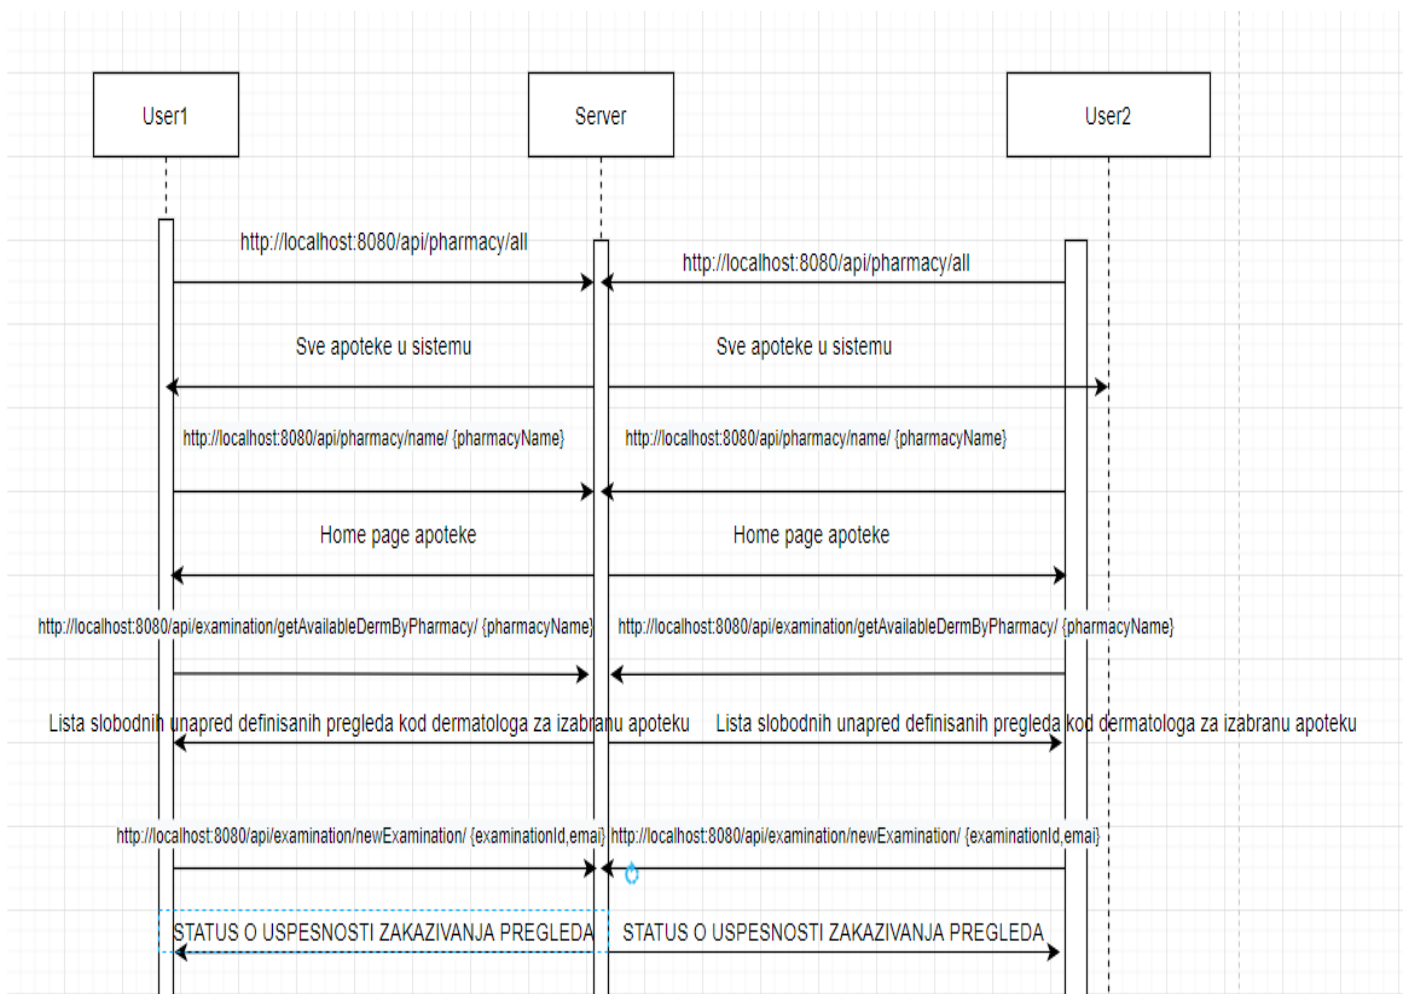 User1
Server
User2
http://localhost:8080/api/pharmacy/all
http://localhost:8080/api/pharmacy/all
Sve apoteke u sistemu
Sve apoteke u sistemu
http://localhost:8080/api/pharmacy/name/ {pharmacyName}
http://localhost:8080/api/pharmacy/name/ {pharmacyName}
Home page apoteke
Home page apoteke
http://localhost:8080/api/examination/getAvailableDermByPharmacy/ {pharmacyName}
http://localhost:8080/api/examination/getAvailableDermByPharmacy/ {pharmacyName}
Lista slobodnih unapred definisanih pregleda kod dermatologa za izabranu apoteku
Lista slobodnih unapred definisanih pregleda kod dermatologa za izabranu apoteku
http://localhost:8080/api/examination/newExamination/ {examinationId,emai}
http://localhost:8080/api/examination/newExamination/ {examinationId,emai}
STATUS O USPESNOSTI ZAKAZIVANJA PREGLEDA
STATUS O USPESNOSTI ZAKAZIVANJA PREGLEDA